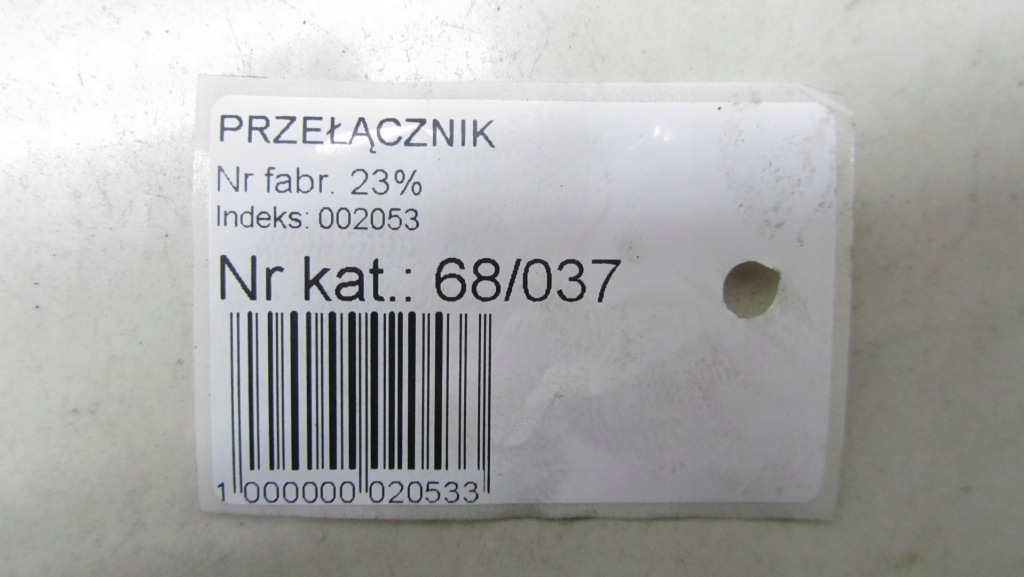 PRZEŁĄCZNIK
Nr fabr. 23%
Indeks: 002053
Nr kat.: 68/037
1 000000 020533